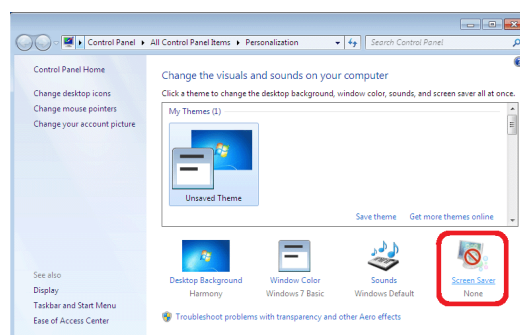 Control Panel ▸ All Control Panel Items ▸ Personalization
Search Control Panel
Control Panel Home
Change desktop icons
Change mouse pointers
Change your account picture
Change the visuals and sounds on your computer
Click a theme to change the desktop background, window color, sounds, and screen saver all at once.
My Themes (1)
Unsaved Theme
Save theme Get more themes online
Desktop Background
Harmony
Window Color
Windows 7 Basic
Sounds
Windows Default
Screen Saver
None
Troubleshoot problems with transparency and other Aero effects
See also
Display
Taskbar and Start Menu
Ease of Access Center